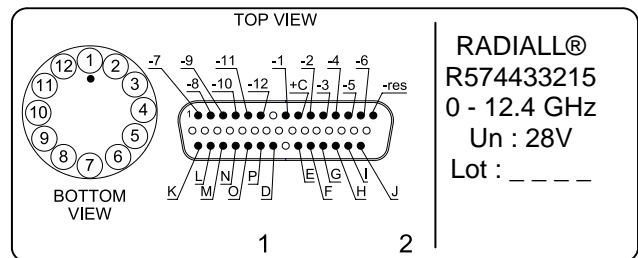 TOP VIEW
-7 -9 -11 -1 -2 -4 -6
-8 -10 -12 +C -3 -5 -res
1
K L M N O P D E F G H I J
12 1 2
11 3
10 4
9 5
8 7 6
BOTTOM
VIEW
1 2
RADIALL®
R574433215
0 - 12.4 GHz
Un : 28V
Lot : _ _ _ _